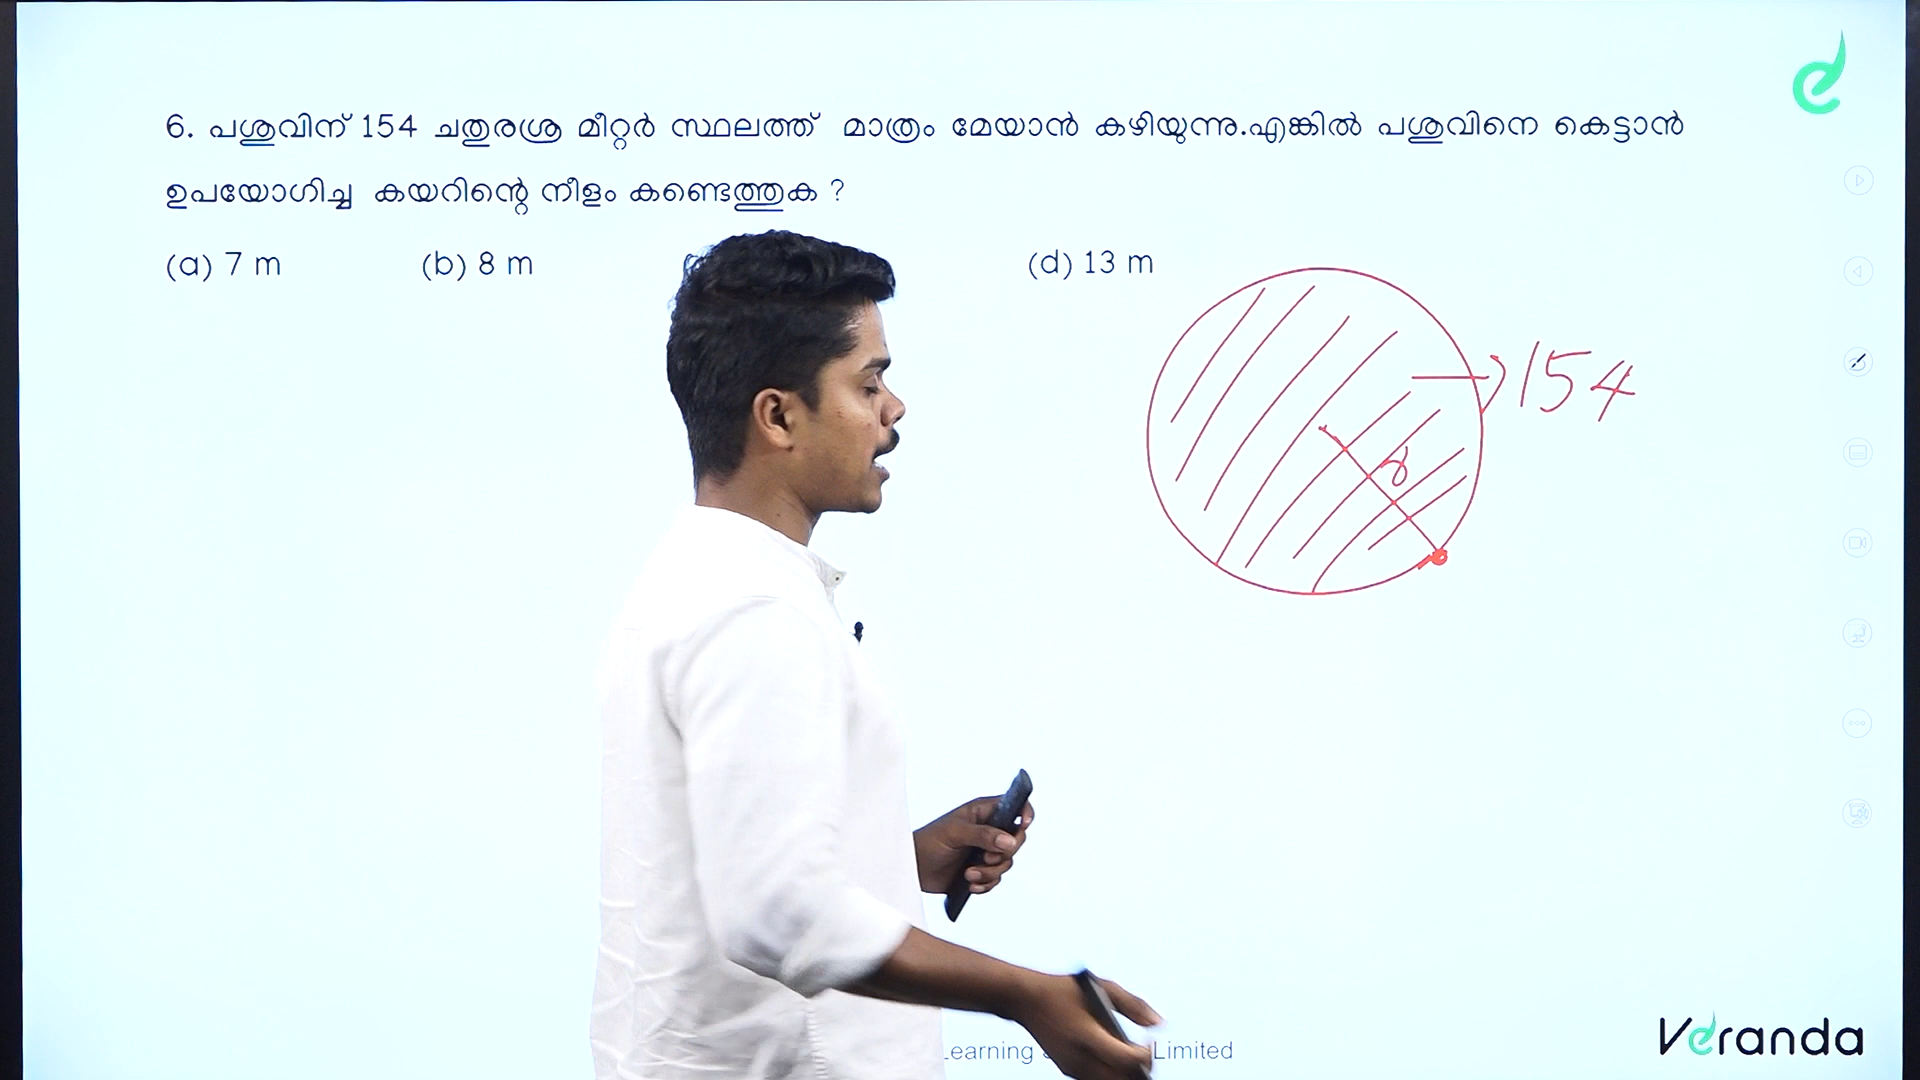 6. പശുവിന് 154 ചതുരശ്ര മീറ്റർ സ്ഥലത്ത് മാത്രം മേയാൻ കഴിയുന്നു.എങ്കിൽ പശുവിനെ കെട്ടാൻ
ഉപയോഗിച്ച കയറിന്റെ നീളം കണ്ടെത്തുക ?
(a) 7 m (b) 8 m (d) 13 m
154
r
Veranda
Learning Limited